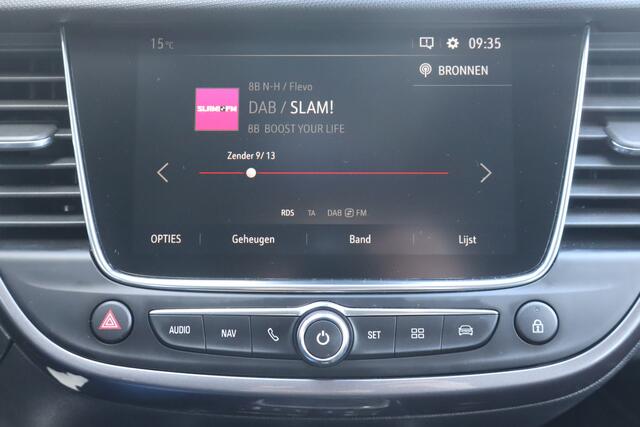 15°C 09:35
BRONNEN
8B N-H / Flevo
SLAM! FM
DAB / SLAM!
8B BOOST YOUR LIFE
Zender 9/ 13
RDS TA DAB FM
OPTIES Geheugen Band Lijst
AUDIO NAV SET